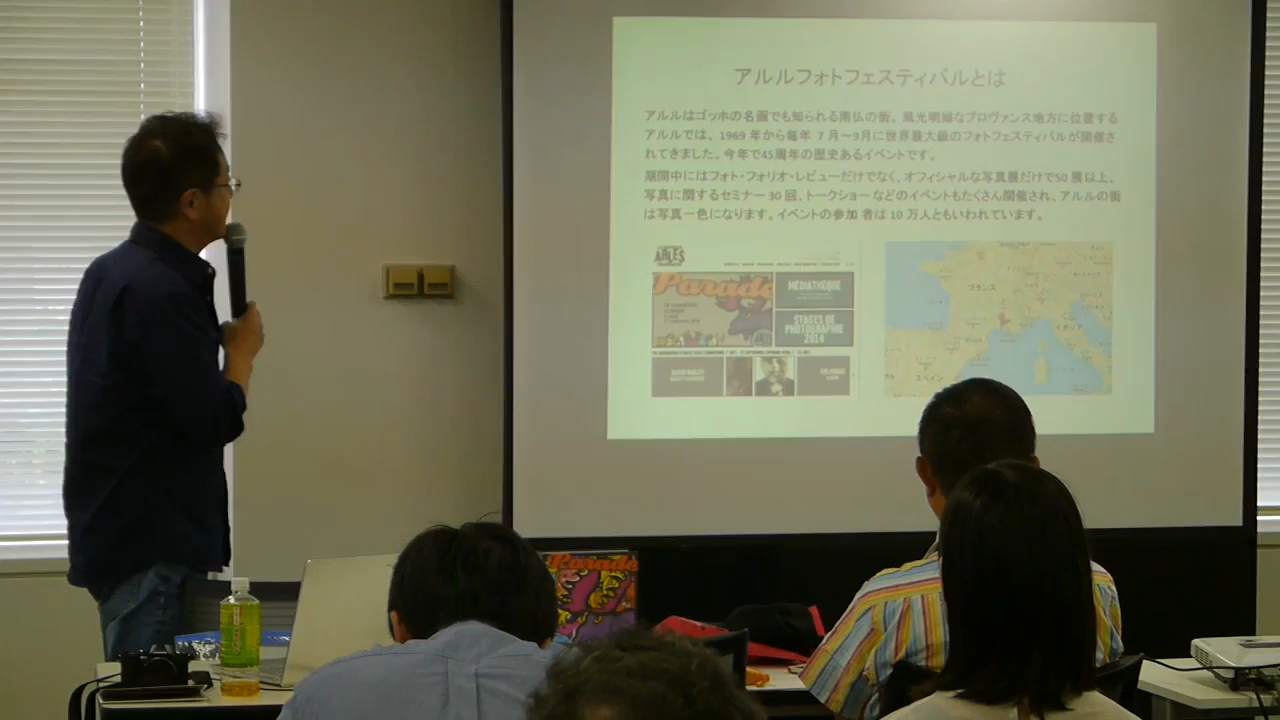 アルルフォトフェスティバルとは
アルルはゴッホの名画でも知られる南仏の街。風光明媚なプロヴァンス地方に位置する
アルルでは、1969 年から毎年 7 月～9月に世界最大級のフォトフェスティバルが開催さ
れてきました。今年で45周年の歴史あるイベントです。
期間中にはフォト・フォリオ・レビューだけでなく、オフィシャルな写真展だけで50 展以上、
写真に関するセミナー 30 回、トークショーなどのイベントもたくさん開催され、アルルの街
は写真一色になります。イベントの参加 者は 10 万人ともいわれています。
ARLES
Parade
MÉDIATHÈQUE
STAGES DE
PHOTOGRAPHIE
2014
フランス
イタリア
スペイン
Parade